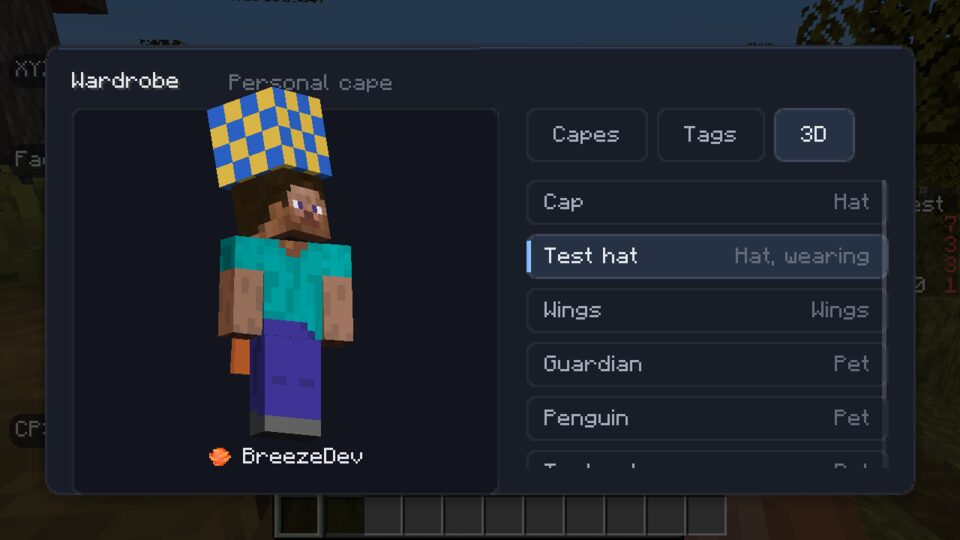 Wardrobe
Personal cape
Capes
Tags
3D
Cap
Hat
Test hat
Hat, wearing
Wings
Wings
Guardian
Pet
Penguin
Pet
BreezeDev